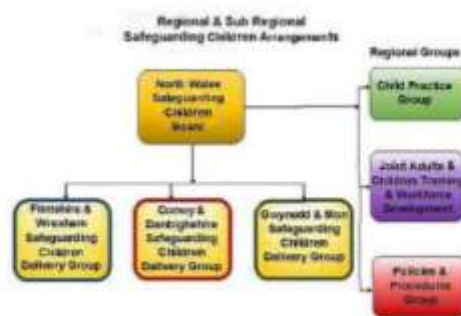 Regional & Sub Regional
Safeguarding Children Arrangements
Regional Groups
North Wales
Safeguarding
Children
Board
Child Practice
Group
Joint Adults &
Children Training
& Workforce
Development
Flintshire &
Wrexham
Safeguarding
Children
Delivery Group
Conwy &
Denbighshire
Safeguarding
Children
Delivery Group
Gwynedd & Mon
Safeguarding
Children
Delivery Group
Policies &
Procedures
Group